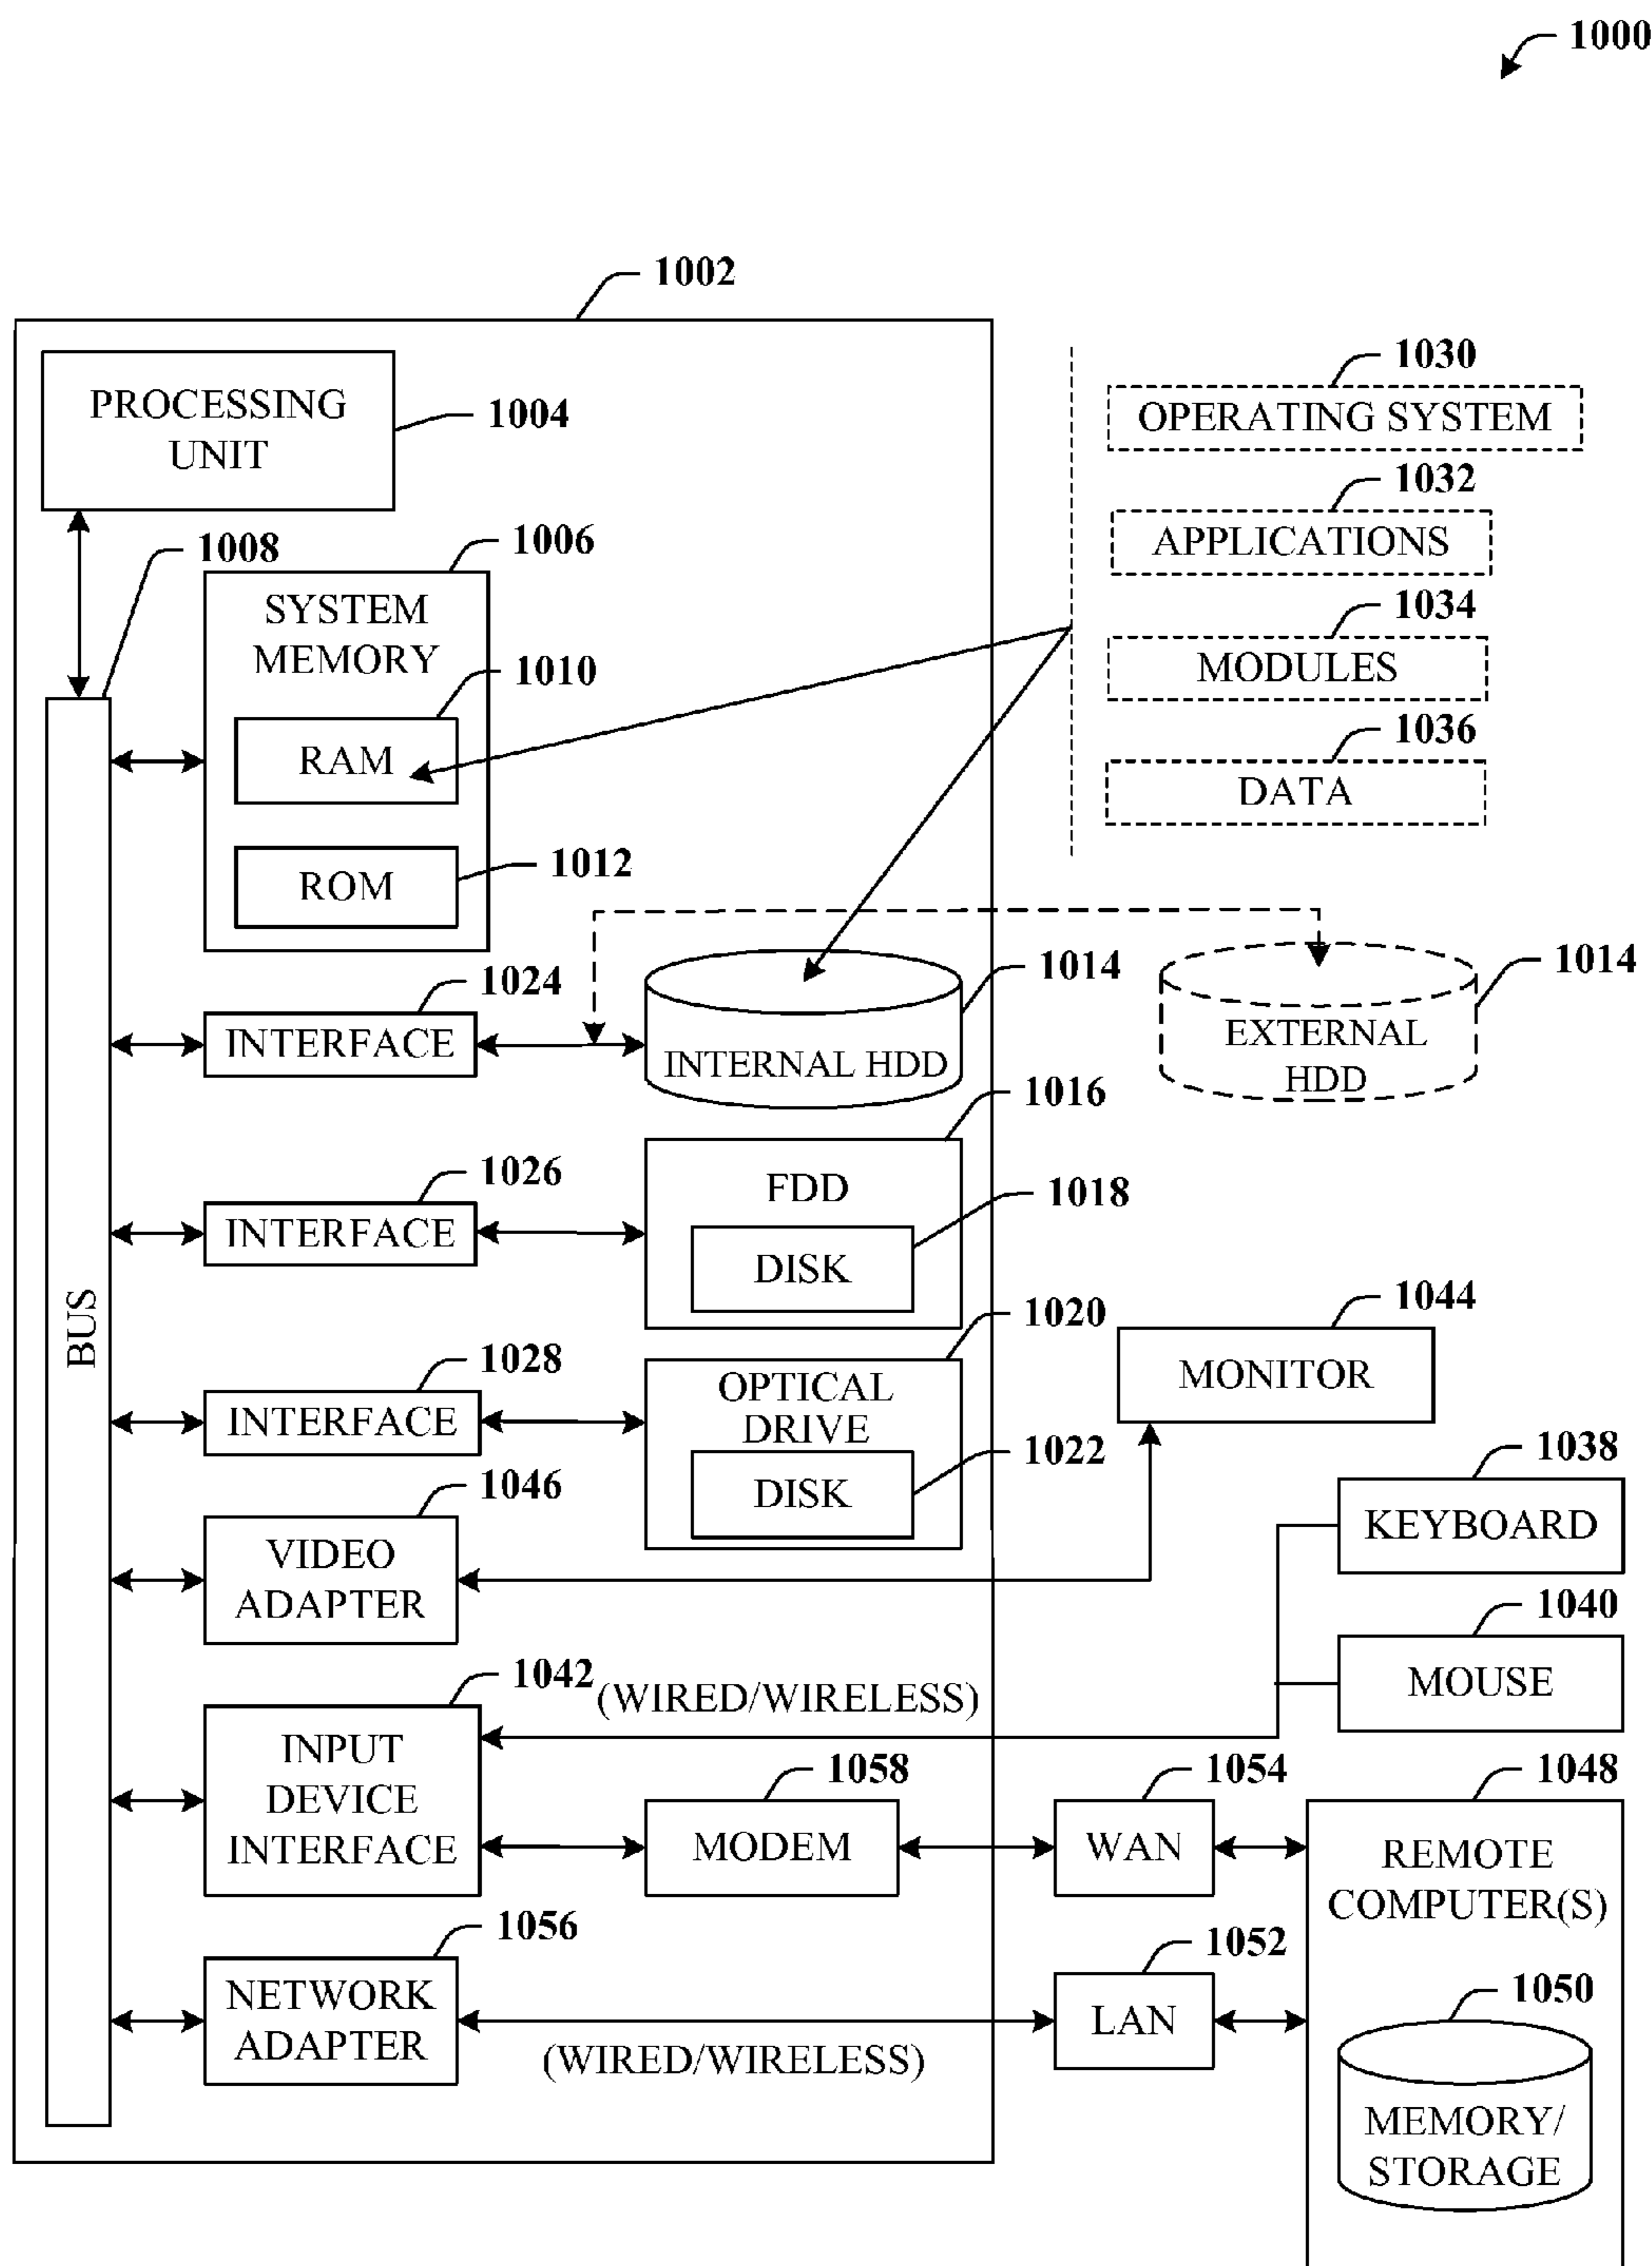 1000
1002
PROCESSING
UNIT
1004
1030
OPERATING SYSTEM
1032
APPLICATIONS
1034
MODULES
1036
DATA
1008
1006
SYSTEM
MEMORY
1010
RAM
1012
ROM
BUS
1024
INTERFACE
1014
INTERNAL HDD
1014
EXTERNAL
HDD
1026
INTERFACE
1016
FDD
1018
DISK
1028
INTERFACE
1020
OPTICAL
DRIVE
1022
DISK
1044
MONITOR
1046
VIDEO
ADAPTER
1038
KEYBOARD
1040
MOUSE
1042
(WIRED/WIRELESS)
INPUT
DEVICE
INTERFACE
1058
MODEM
1054
WAN
1048
REMOTE
COMPUTER(S)
1056
NETWORK
ADAPTER
(WIRED/WIRELESS)
1052
LAN
1050
MEMORY/
STORAGE